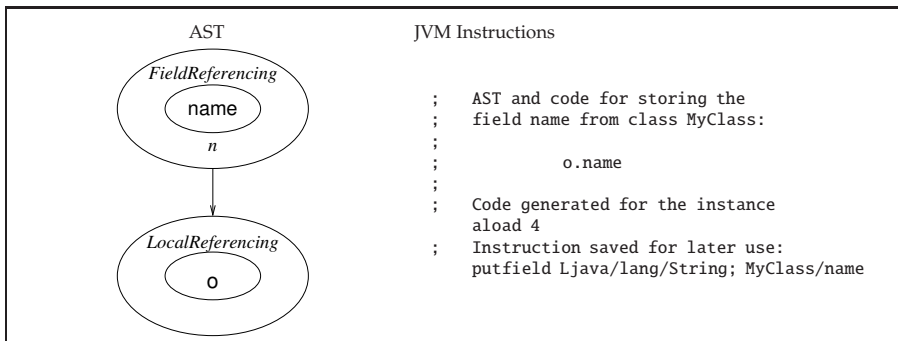 AST
JVM Instructions
FieldReferencing
name
n
LocalReferencing
o
; AST and code for storing the
; field name from class MyClass:
;
; o.name
;
; Code generated for the instance
aload 4
; Instruction saved for later use:
putfield Ljava/lang/String; MyClass/name